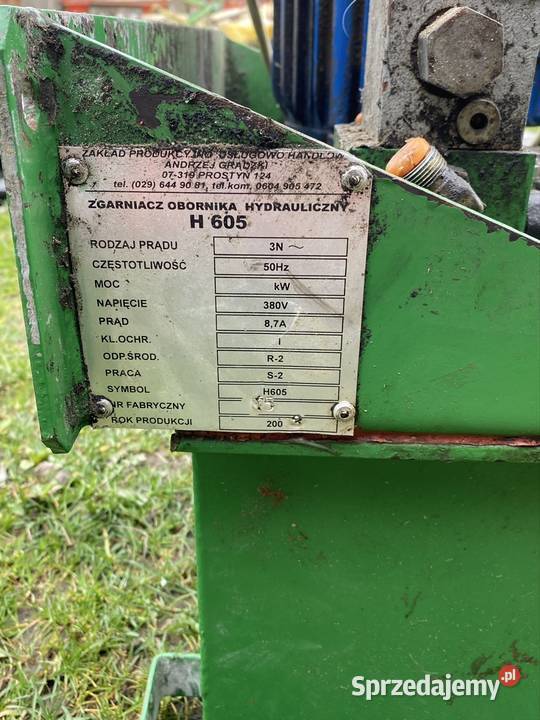 ZAKŁAD PRODUKCYJNO USŁUGOWO HANDLOW
ANDRZEJ GRĄDZKI
07-319 PROSTYŃ 124
tel. (029) 644 90 81, tel.kom. 0604 905 472
ZGARNIACZ OBORNIKA HYDRAULICZNY
H 605
RODZAJ PRĄDU 3N ~
CZĘSTOTLIWOŚĆ 50Hz
MOC kW
NAPIĘCIE 380V
PRĄD 8,7A
KL.OCHR. I
ODP.ŚROD. R-2
PRACA S-2
SYMBOL H605
NR FABRYCZNY
ROK PRODUKCJI 200
Sprzedajemy.pl